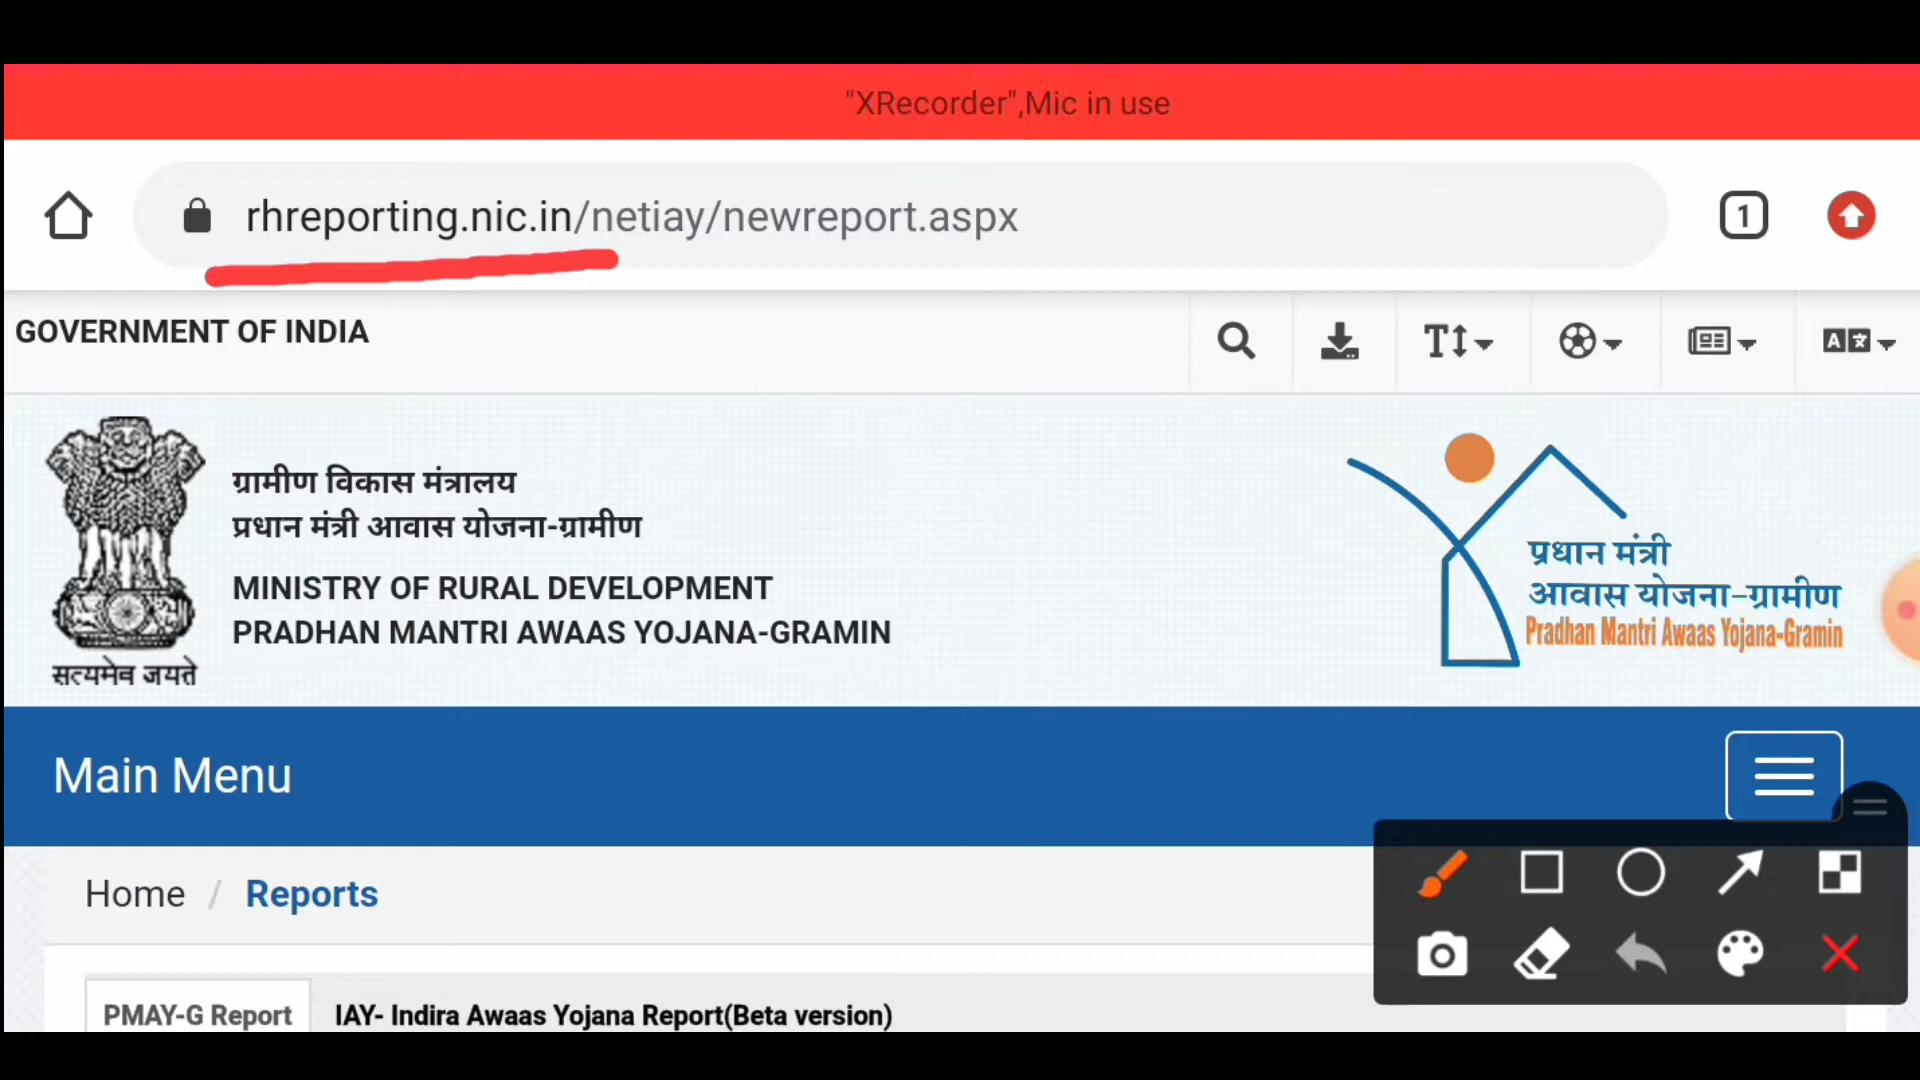 "XRecorder",Mic in use
rhreporting.nic.in/netiay/newreport.aspx
1
GOVERNMENT OF INDIA
ग्रामीण विकास मंत्रालय
प्रधान मंत्री आवास योजना-ग्रामीण
MINISTRY OF RURAL DEVELOPMENT
PRADHAN MANTRI AWAAS YOJANA-GRAMIN
सत्यमेव जयते
प्रधान मंत्री
आवास योजना-ग्रामीण
Pradhan Mantri Awaas Yojana-Gramin
Main Menu
Home / Reports
PMAY-G Report
IAY- Indira Awaas Yojana Report(Beta version)